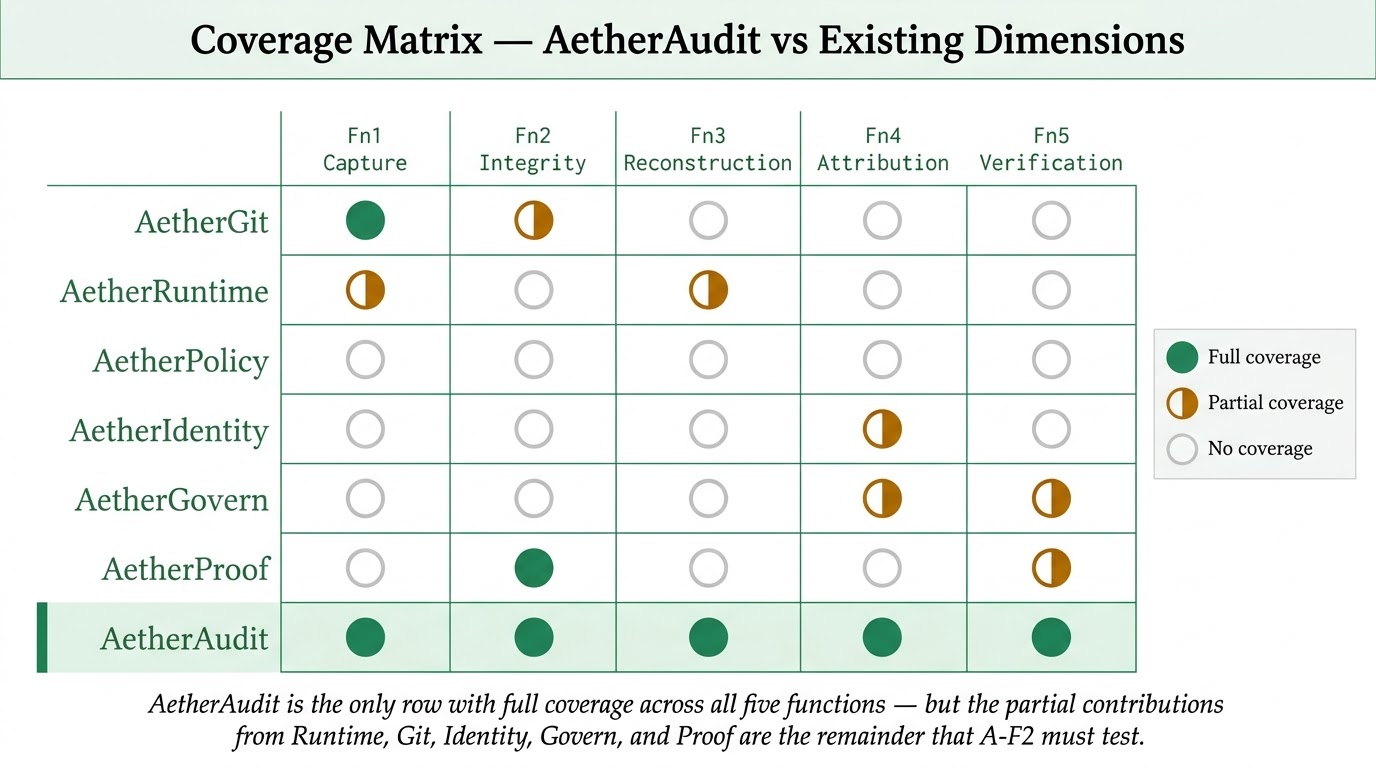 Coverage Matrix — AetherAudit vs Existing Dimensions
Fn1 Fn2 Fn3 Fn4 Fn5
Capture Integrity Reconstruction Attribution Verification
AetherGit
AetherRuntime
AetherPolicy
AetherIdentity
AetherGovern
AetherProof
AetherAudit
Full coverage
Partial coverage
No coverage
AetherAudit is the only row with full coverage across all five functions — but the partial contributions
from Runtime, Git, Identity, Govern, and Proof are the remainder that A-F2 must test.